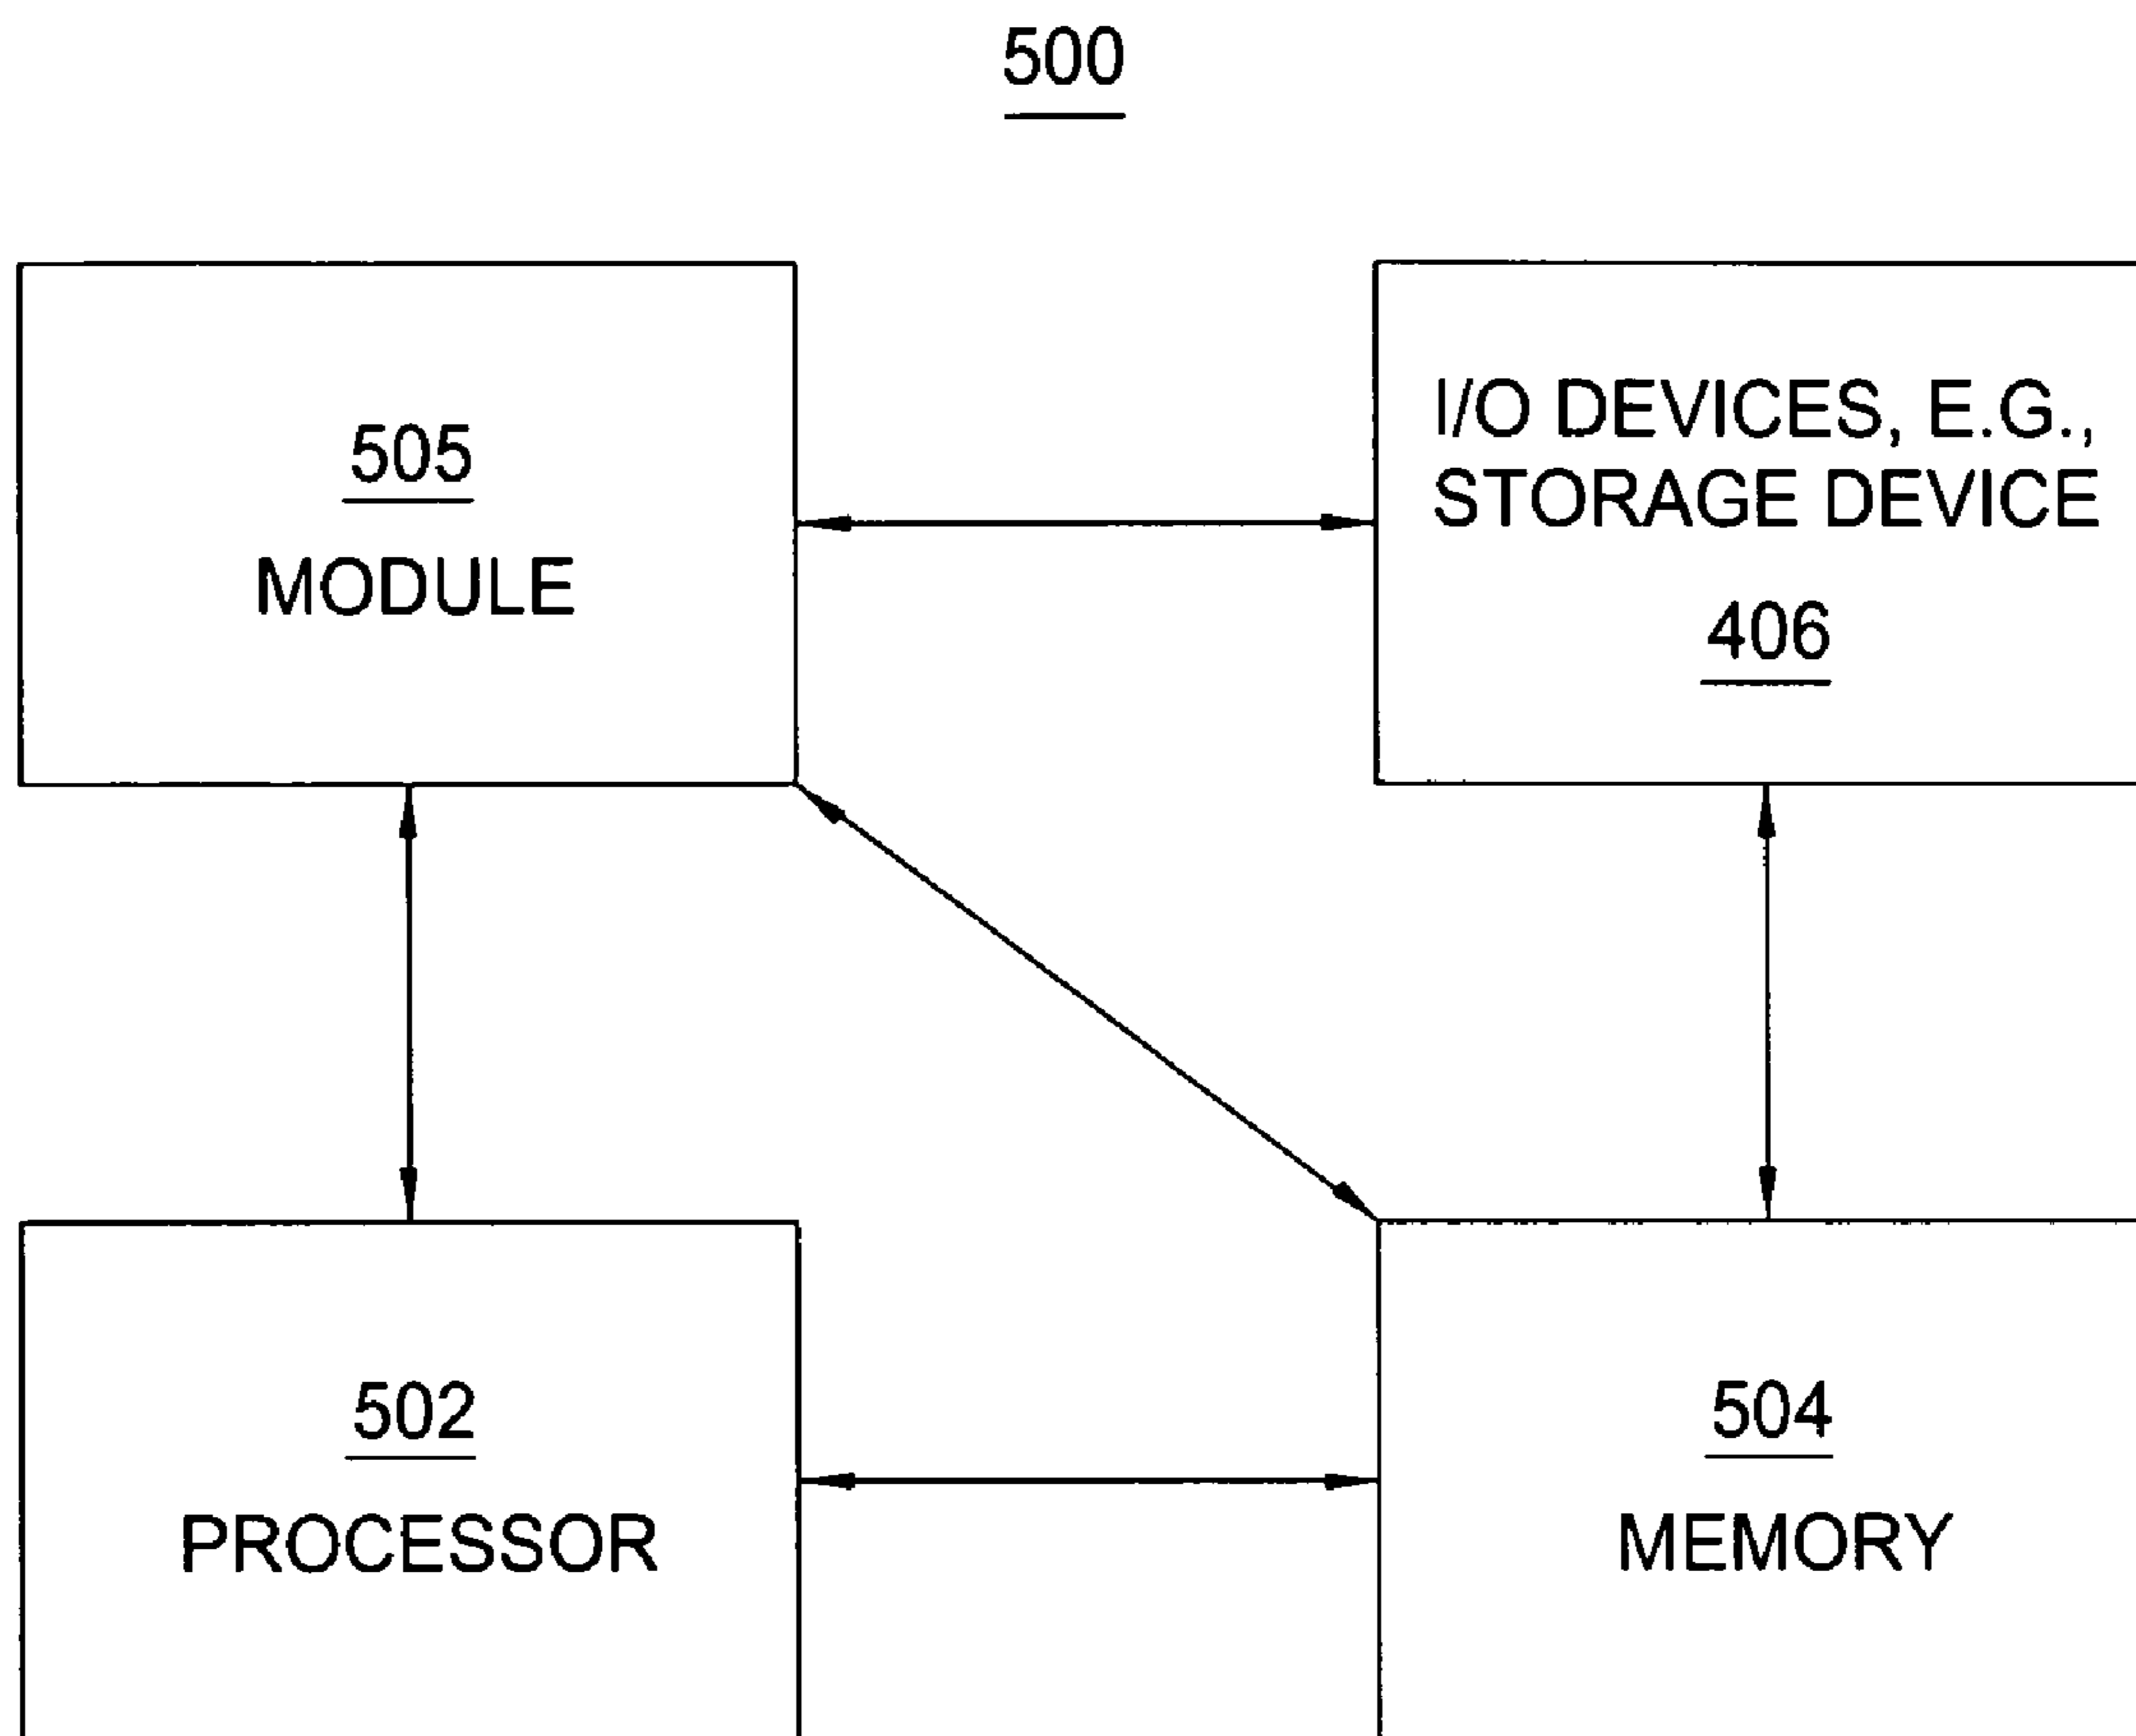 500
505
MODULE
I/O DEVICES, E.G.,
STORAGE DEVICE
406
502
PROCESSOR
504
MEMORY